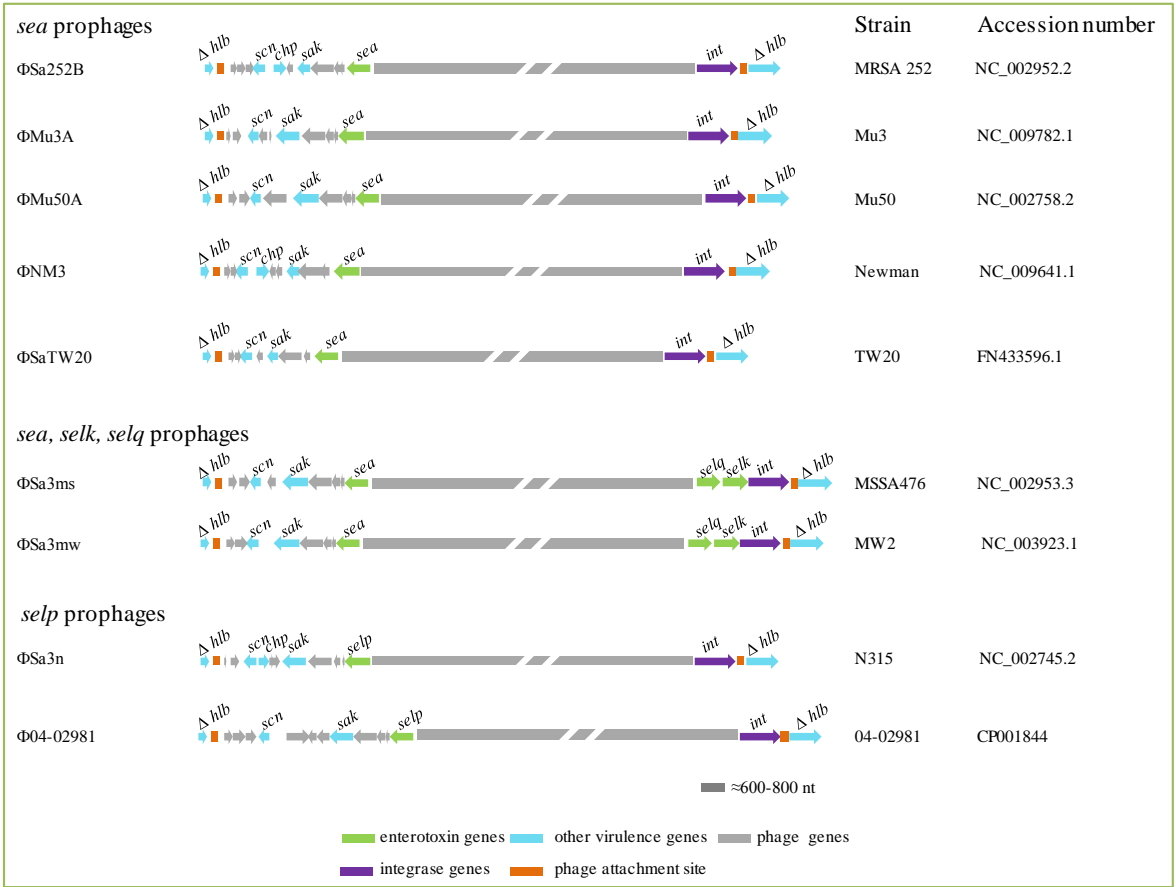 sea prophages Strain Accession number
Δ hlb scn chp sak sea int Δ hlb
ΦSa252B MRSA 252 NC_002952.2
Δ hlb scn sak sea int Δ hlb
ΦMu3A Mu3 NC_009782.1
Δ hlb scn sak sea int Δ hlb
ΦMu50A Mu50 NC_002758.2
Δ hlb scn chp sak sea int Δ hlb
ΦNM3 Newman NC_009641.1
Δ hlb scn sak sea int Δ hlb
ΦSaTW20 TW20 FN433596.1
sea, selk, selq prophages
Δ hlb scn sak sea selq selk int Δ hlb
ΦSa3ms MSSA476 NC_002953.3
Δ hlb scn sak sea selq selk int Δ hlb
ΦSa3mw MW2 NC_003923.1
selp prophages
Δ hlb scn chp sak selp int Δ hlb
ΦSa3n N315 NC_002745.2
Δ hlb scn sak selp int Δ hlb
Φ04-02981 04-02981 CP001844
≈600-800 nt
enterotoxin genes other virulence genes phage genes
integrase genes phage attachment site